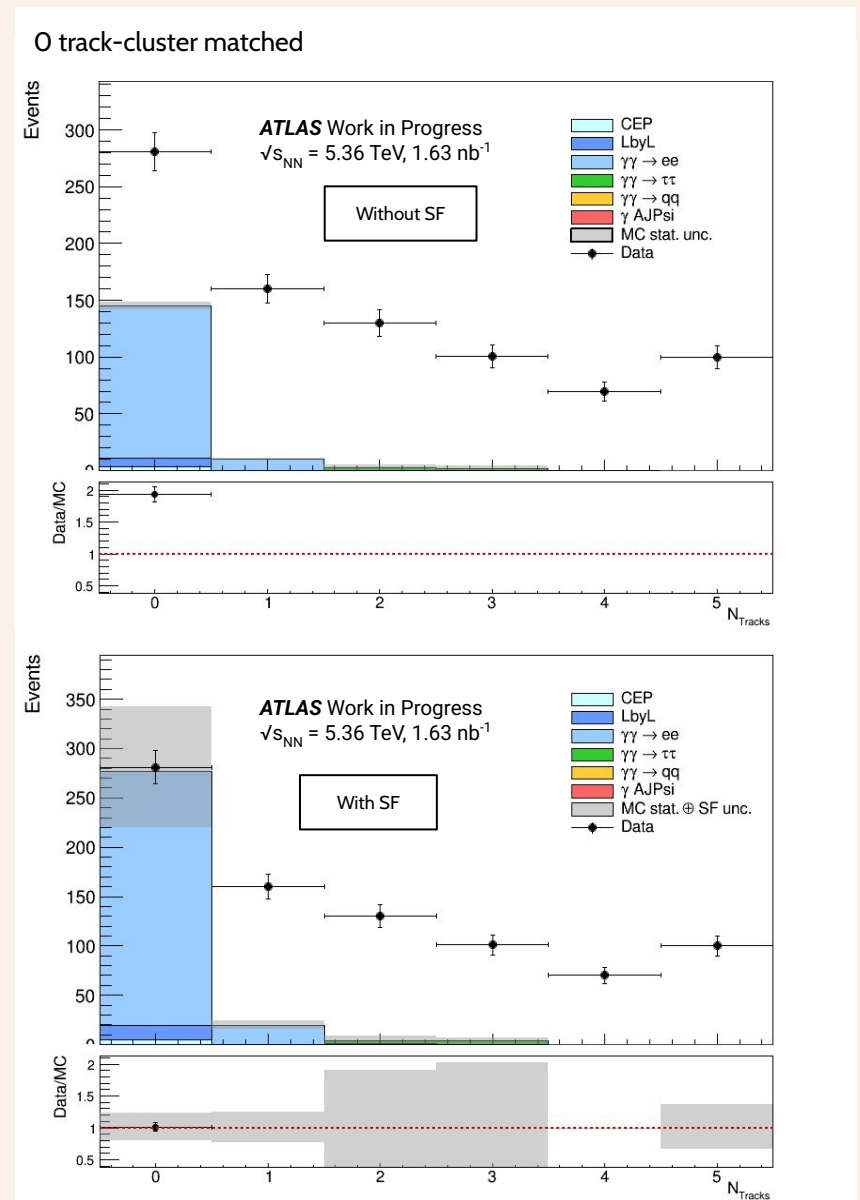 0 track-cluster matched
Events
ATLAS Work in Progress
√sNN = 5.36 TeV, 1.63 nb-1
Without SF
CEP
LbyL
γγ → ee
γγ → ττ
γγ → qq
γ AJPsi
MC stat. unc.
Data
300
250
200
150
100
50
0
Data/MC
2
1.5
1
0.5
0 1 2 3 4 5
NTracks
Events
ATLAS Work in Progress
√sNN = 5.36 TeV, 1.63 nb-1
With SF
CEP
LbyL
γγ → ee
γγ → ττ
γγ → qq
γ AJPsi
MC stat. ⊕ SF unc.
Data
350
300
250
200
150
100
50
0
Data/MC
2
1.5
1
0.5
0 1 2 3 4 5
NTracks